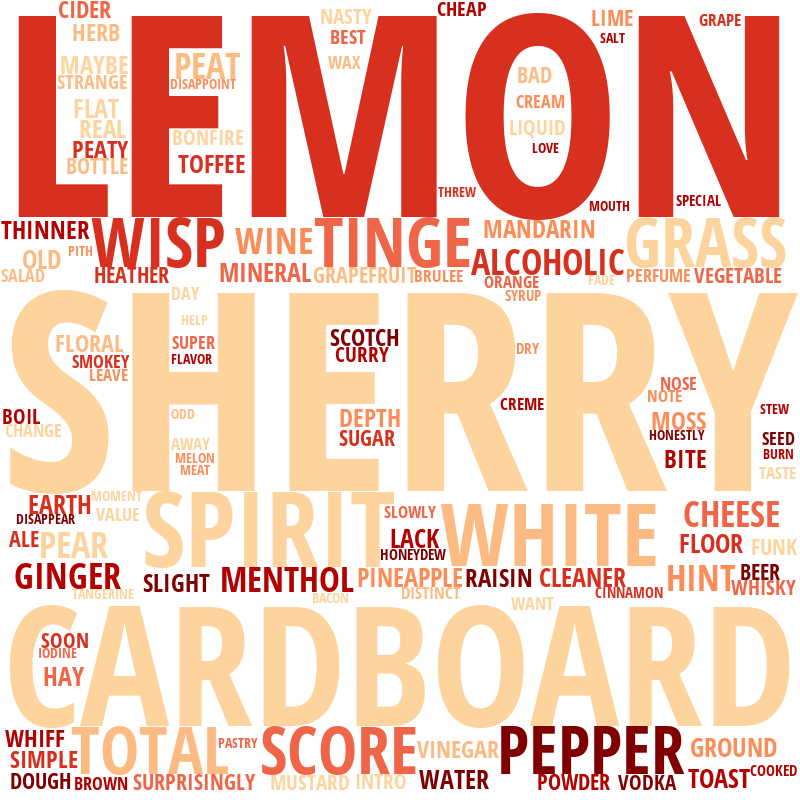 CIDER NASTY CHEAP LIME GRAPE
HERB BEST SALT
LEMON
MAYBE PEAT WAX BAD
STRANGE DISAPPOINT
FLAT CREAM
REAL BONFIRE LIQUID
PEATY TOFFEE LOVE
BOTTLE
THREW MOUTH SPECIAL
THINNER WISP WINE TINGE MANDARIN GRASS
OLD PITH ALCOHOLIC
SALAD HEATHER MINERAL GRAPEFRUIT BRULEE ORANGE FADE PERFUME VEGETABLE
DAY SYRUP
HELP
SHERRY
FLORAL SUPER SCOTCH DRY
SMOKEY FLAVOR CURRY
LEAVE NOSE
CREME NOTE
BOIL ODD DEPTH MOSS STEW
CHANGE AWAY SUGAR HONESTLY SEED
MELON BITE BURN
MEAT TASTE
EARTH MOMENT SPIRIT SLOWLY WHITE CHEESE
DISAPPEAR VALUE
ALE PEAR LACK FLOOR FUNK
HONEYDEW
GINGER SLIGHT MENTHOL PINEAPPLE RAISIN CLEANER HINT BEER
TANGERINE BACON DISTINCT CINNAMON WHISKY
WANT
CARDBOARD
SOON
IODINE
HAY
WHIFF TOTAL PASTRY SCORE VINEGAR PEPPER GROUND
SIMPLE
DOUGH BROWN SURPRISINGLY MUSTARD INTRO WATER POWDER VODKA TOAST COOKED